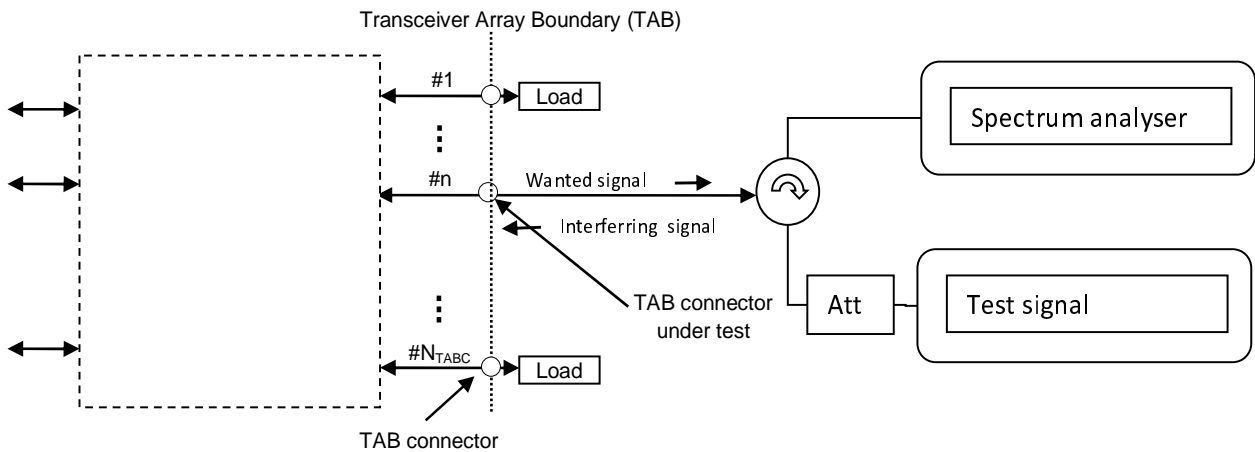 Transceiver Array Boundary (TAB)
#1
Load
Spectrum analyser
#n
Wanted signal
Interferring signal
TAB connector
under test
Att
Test signal
#NTABC
Load
TAB connector